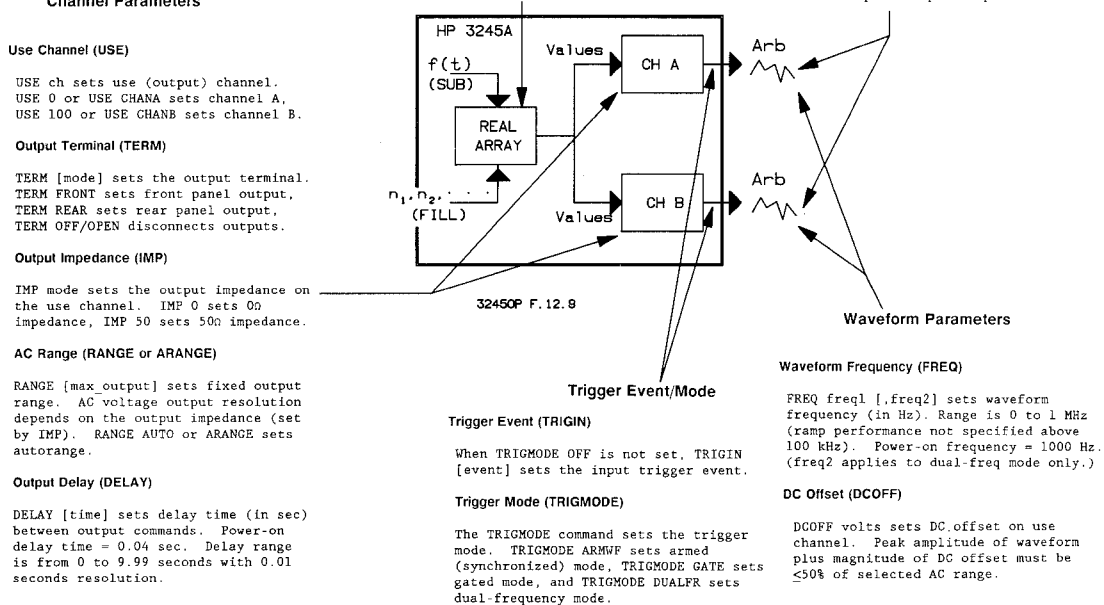 Channel Parameters
Use Channel (USE)
USE ch sets use (output) channel.
USE 0 or USE CHANA sets channel A,
USE 100 or USE CHANB sets channel B.
Output Terminal (TERM)
TERM [mode] sets the output terminal.
TERM FRONT sets front panel output,
TERM REAR sets rear panel output,
TERM OFF/OPEN disconnects outputs.
Output Impedance (IMP)
IMP mode sets the output impedance on
the use channel. IMP 0 sets 0Ω
impedance, IMP 50 sets 50Ω impedance.
AC Range (RANGE or ARANGE)
RANGE [max_output] sets fixed output
range. AC voltage output resolution
depends on the output impedance (set
by IMP). RANGE AUTO or ARANGE sets
autorange.
Output Delay (DELAY)
DELAY [time] sets delay time (in sec)
between output commands. Power-on
delay time = 0.04 sec. Delay range
is from 0 to 9.99 seconds with 0.01
seconds resolution.
HP 3245A
f(t)
(SUB)
REAL
ARRAY
n1, n2, . . .
(FILL)
Values
CH A
Arb
Values
CH B
Arb
3245OP F.12.9
Trigger Event/Mode
Trigger Event (TRIGIN)
When TRIGMODE OFF is not set, TRIGIN
[event] sets the input trigger event.
Trigger Mode (TRIGMODE)
The TRIGMODE command sets the trigger
mode. TRIGMODE ARMWF sets armed
(synchronized) mode, TRIGMODE GATE sets
gated mode, and TRIGMODE DUALFR sets
dual-frequency mode.
Waveform Parameters
Waveform Frequency (FREQ)
FREQ freq1 [,freq2] sets waveform
frequency (in Hz). Range is 0 to 1 MHz
(ramp performance not specified above
100 kHz). Power-on frequency = 1000 Hz.
(freq2 applies to dual-freq mode only.)
DC Offset (DCOFF)
DCOFF volts sets DC offset on use
channel. Peak amplitude of waveform
plus magnitude of DC offset must be
≤50% of selected AC range.